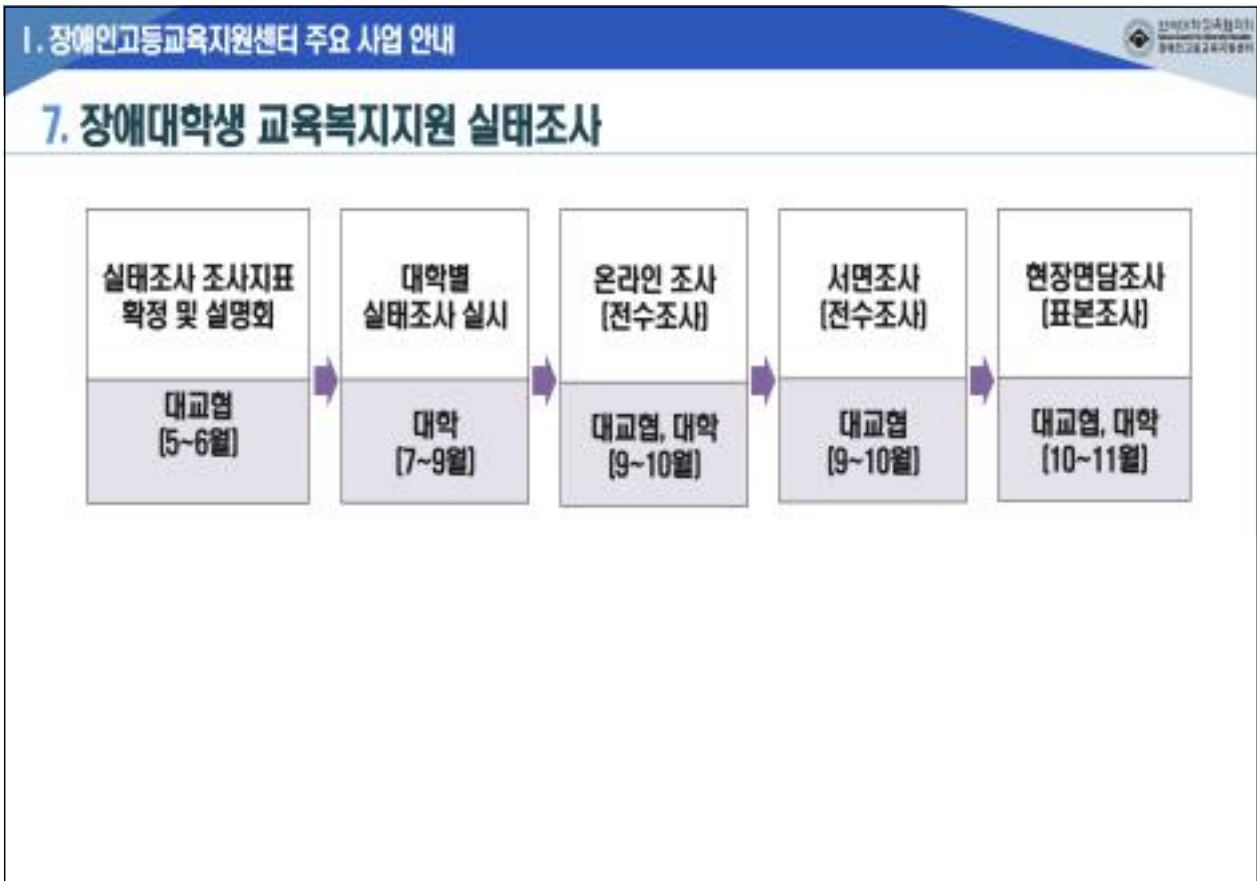 Ⅰ. 장애인고등교육지원센터 주요 사업 안내
7. 장애대학생 교육복지지원 실태조사
실태조사 조사지표
확정 및 설명회
대교협
(5~6월)
대학별
실태조사 실시
대학
(7~9월)
온라인 조사
(전수조사)
대교협, 대학
(9~10월)
서면조사
(전수조사)
대교협
(9~10월)
현장면담조사
(표본조사)
대교협, 대학
(10~11월)